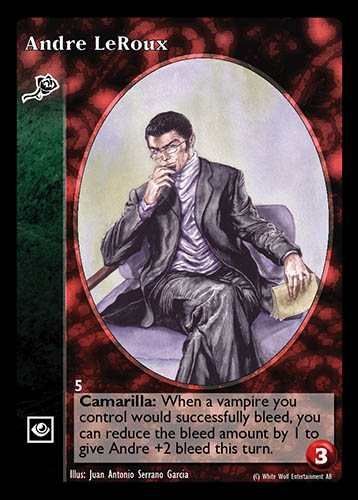 Andre LeRoux
5
Camarilla: When a vampire you
control would successfully bleed, you
can reduce the bleed amount by 1 to
give Andre +2 bleed this turn.
3
Illus: Juan Antonio Serrano Garcia
(C) White Wolf Entertainment AB